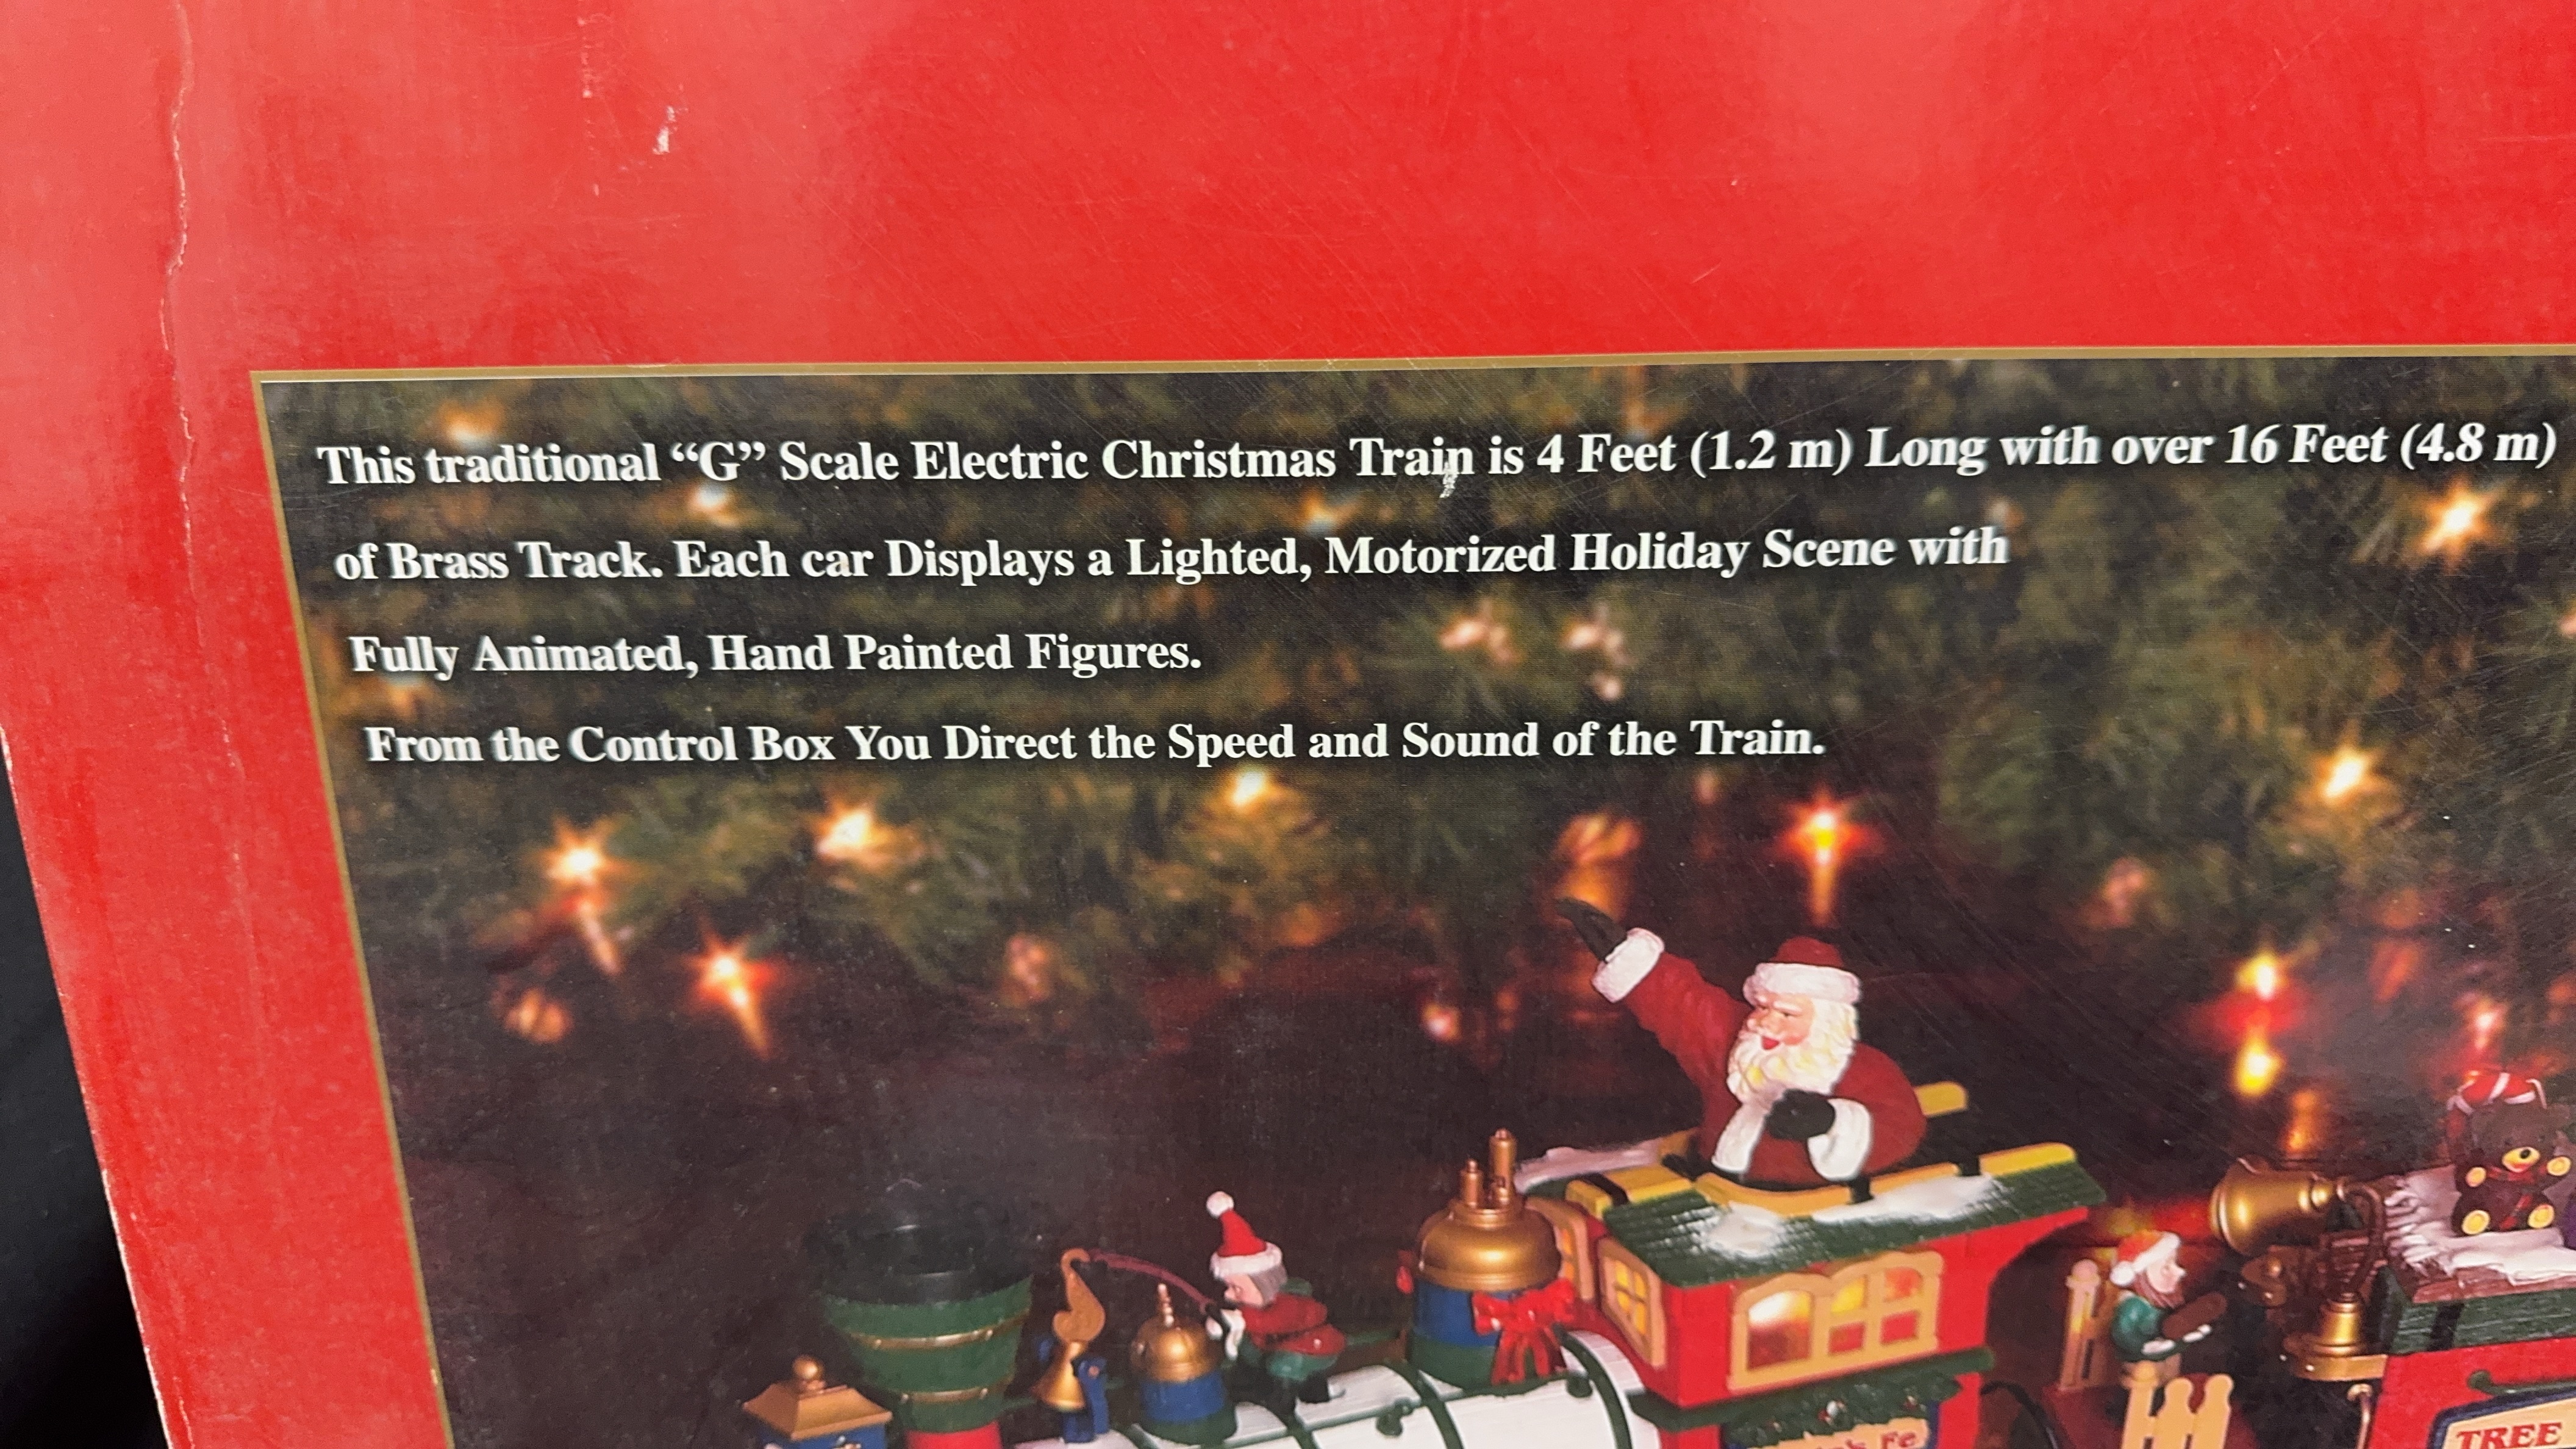 This traditional “G” Scale Electric Christmas Train is 4 Feet (1.2 m) Long with over 16 Feet (4.8 m)
of Brass Track. Each car Displays a Lighted, Motorized Holiday Scene with
Fully Animated, Hand Painted Figures.
From the Control Box You Direct the Speed and Sound of the Train.
Fe
TREE